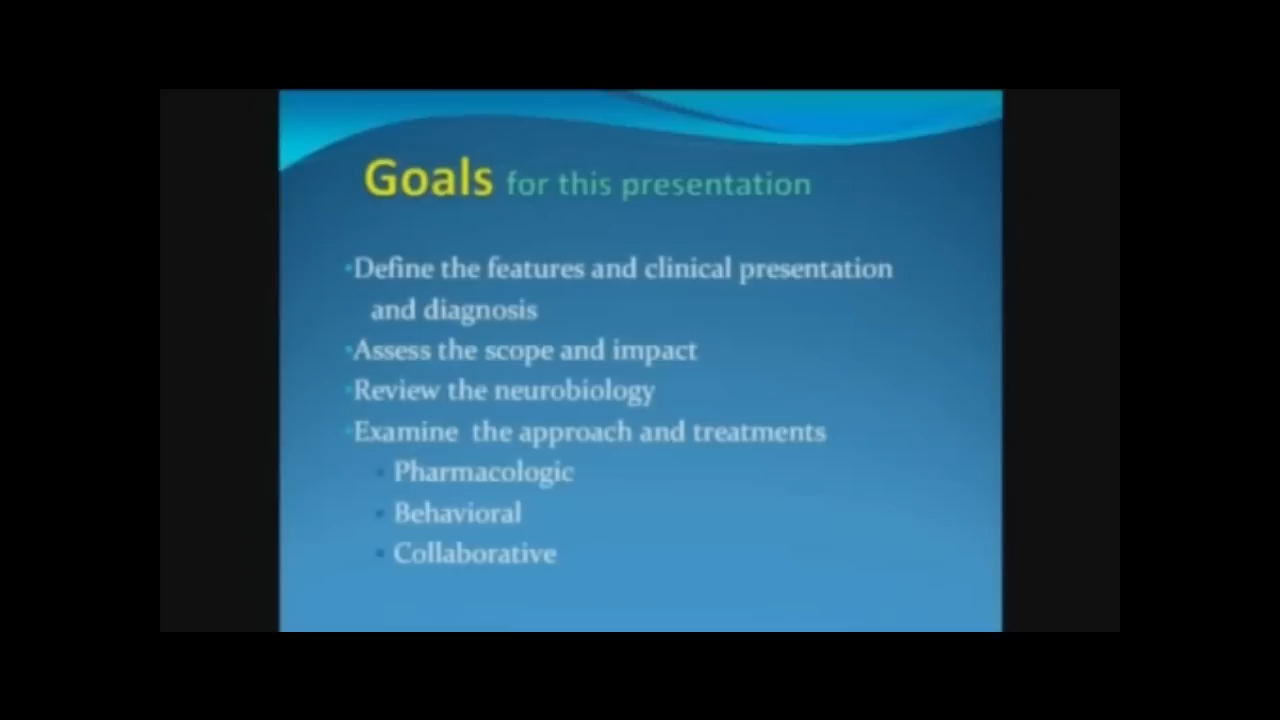 Goals for this presentation
•Define the features and clinical presentation
and diagnosis
•Assess the scope and impact
•Review the neurobiology
•Examine the approach and treatments
• Pharmacologic
• Behavioral
• Collaborative